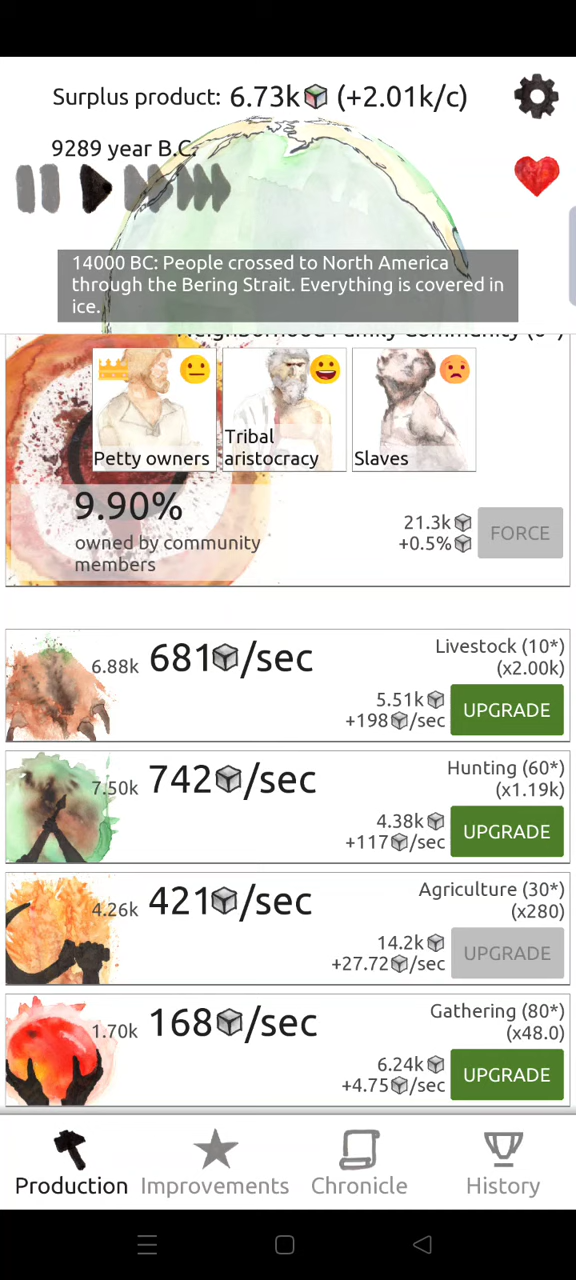 Surplus product: 6.73k (+2.01k/c)
9289 year B.C.
14000 BC: People crossed to North America
through the Bering Strait. Everything is covered in
ice.
Neighborhood Family Community
Petty owners
Tribal
aristocracy
Slaves
9.90%
owned by community
members
21.3k
+0.5%
FORCE
6.88k 681/sec
Livestock (10*)
(x2.00k)
5.51k
+198/sec
UPGRADE
7.50k 742/sec
Hunting (60*)
(x1.19k)
4.38k
+117/sec
UPGRADE
4.26k 421/sec
Agriculture (30*)
(x280)
14.2k
+27.72/sec
UPGRADE
1.70k 168/sec
Gathering (80*)
(x48.0)
6.24k
+4.75/sec
UPGRADE
Production Improvements Chronicle History